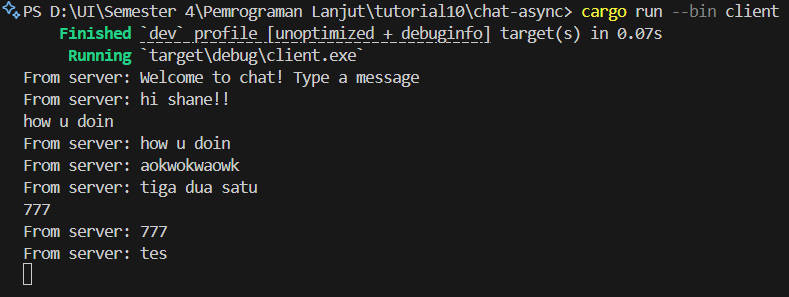 PS D:\UI\Semester 4\Pemrograman Lanjut\tutorial10\chat-async> cargo run --bin client
Finished `dev` profile [unoptimized + debuginfo] target(s) in 0.07s
Running `target\debug\client.exe`
From server: Welcome to chat! Type a message
From server: hi shane!!
how u doin
From server: how u doin
From server: aokwokwaowk
From server: tiga dua satu
777
From server: 777
From server: tes